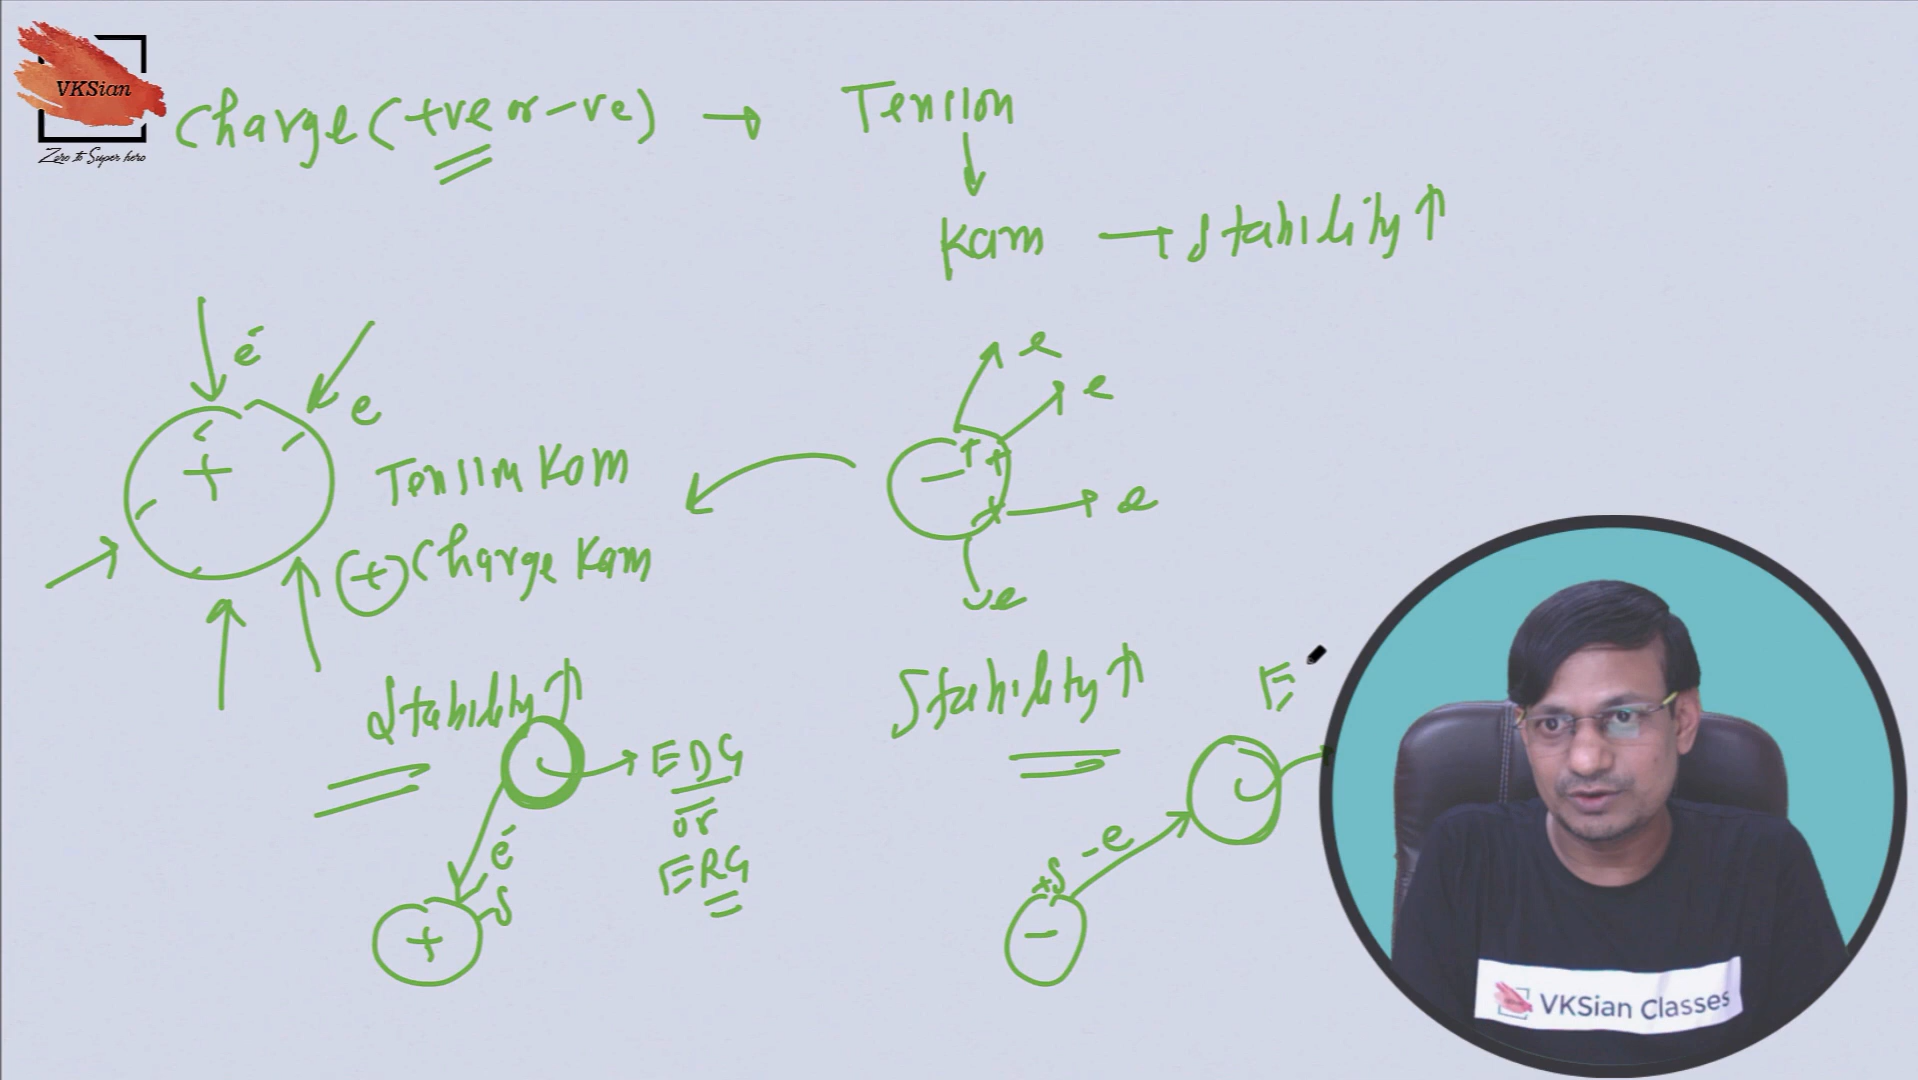 VKSian
Zero to Super hero
Charge (+ve or -ve) → Tension
Kam → Stability ↑
e⁻
e
+
Tension Kam
+ Charge Kam
e
e
e
e
-
+ +
+
Stability ↑
EDG
or
ERG
e⁻
-δ
+
Stability ↑
E
-e
+δ
-
VKSian Classes